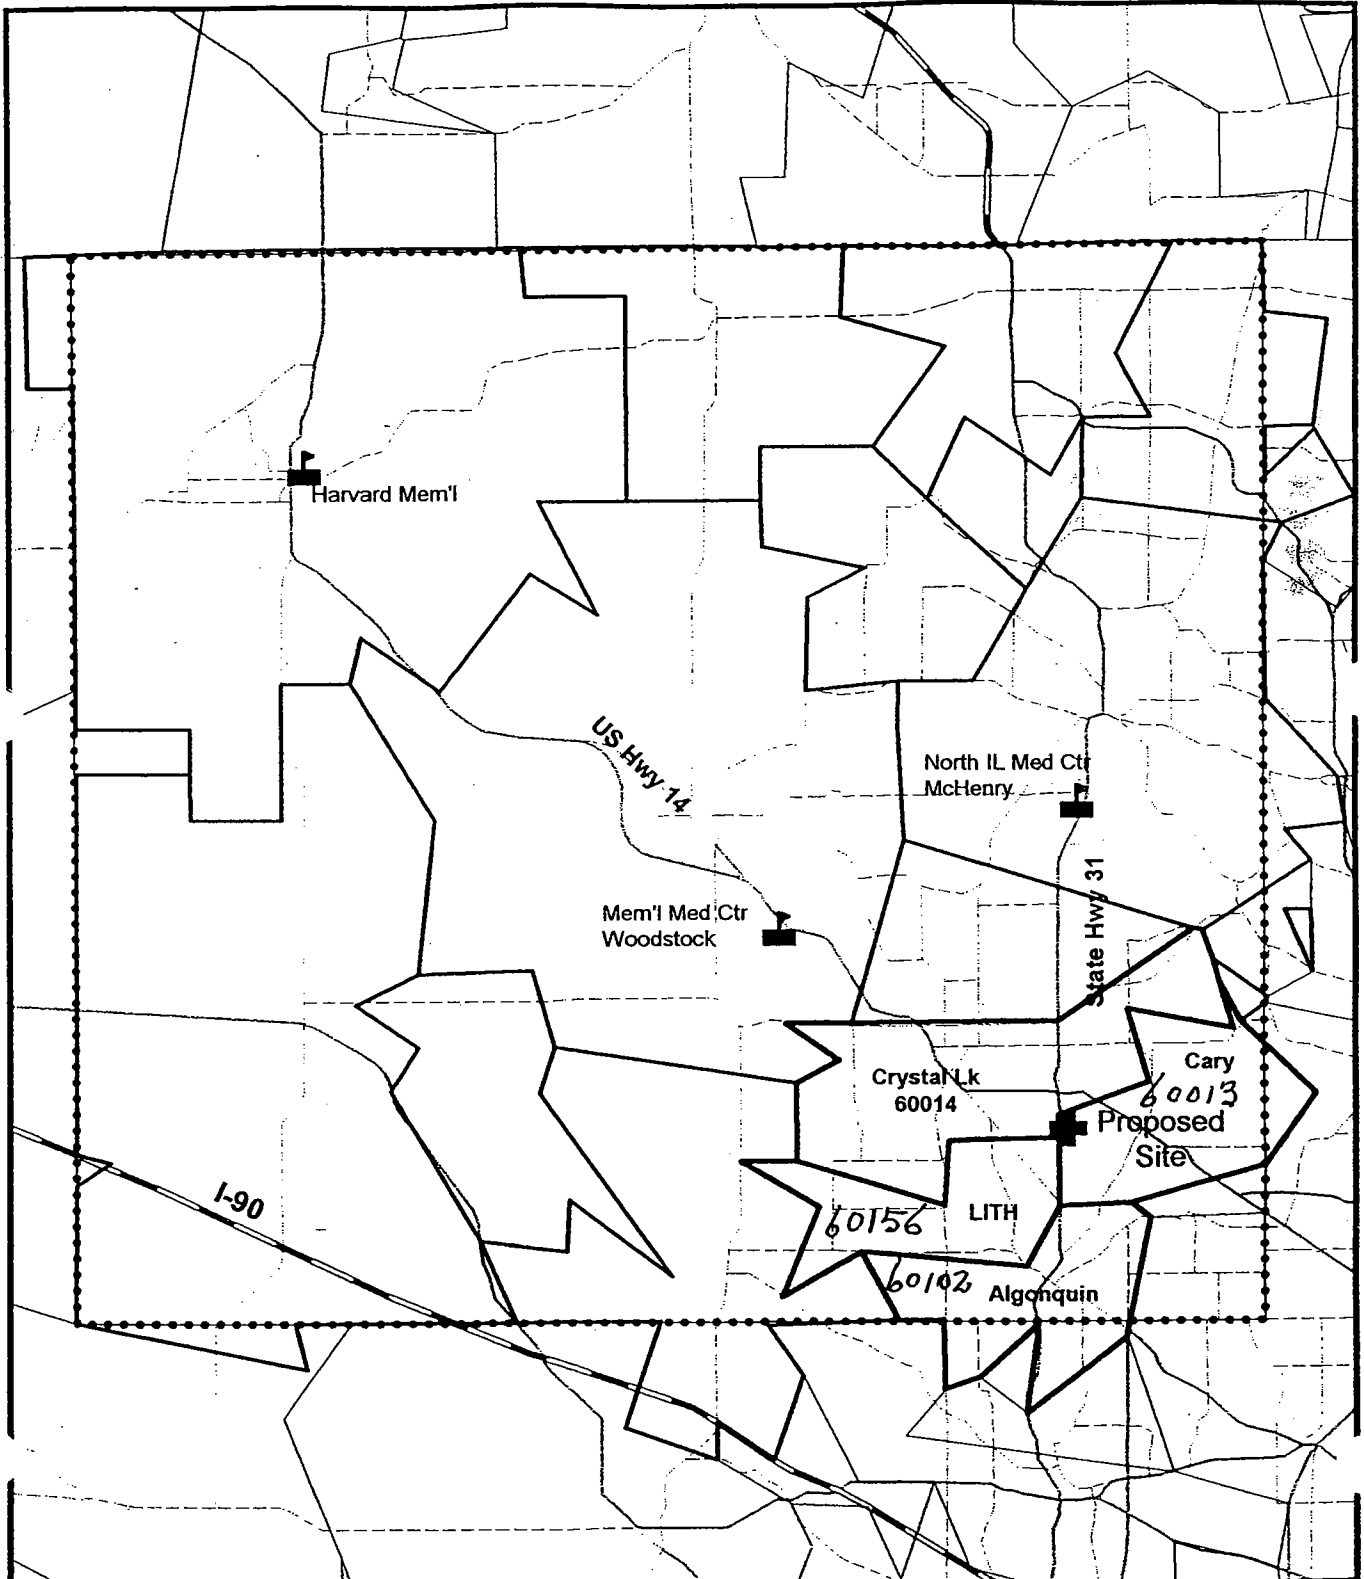 Harvard Mem'l
US Hwy 14
North IL Med Ctr
McHenry
State Hwy 31
Mem'l Med Ctr
Woodstock
Cary
60013
Crystal Lk
60014
Proposed
Site
I-90
LITH
60156
60102
Algonquin